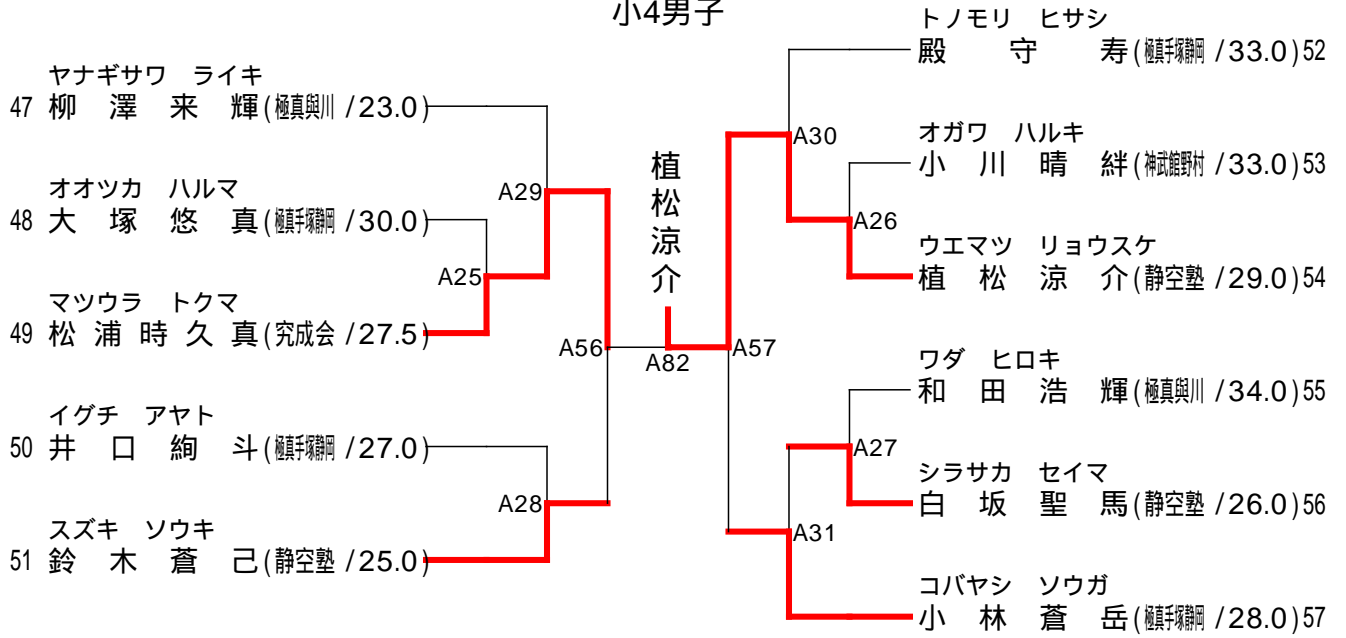 小4男子
ヤナギサワ ライキ
47 柳澤来輝(極真與川 /23.0)
オオツカ ハルマ
48 大塚悠真(極真手塚静岡 /30.0)
マツウラ トクマ
49 松浦時久真(究成会 /27.5)
イグチ アヤト
50 井口絢斗(極真手塚静岡 /27.0)
スズキ ソウキ
51 鈴木蒼己(静空塾 /25.0)
A29
A25
A28
A56
植松涼介
A82
A57
A30
A26
A27
A31
トノモリ ヒサシ
殿守寿(極真手塚静岡 /33.0)52
オガワ ハルキ
小川晴絆(神武館野村 /33.0)53
ウエマツ リョウスケ
植松涼介(静空塾 /29.0)54
ワダ ヒロキ
和田浩輝(極真與川 /34.0)55
シラサカ セイマ
白坂聖馬(静空塾 /26.0)56
コバヤシ ソウガ
小林蒼岳(極真手塚静岡 /28.0)57